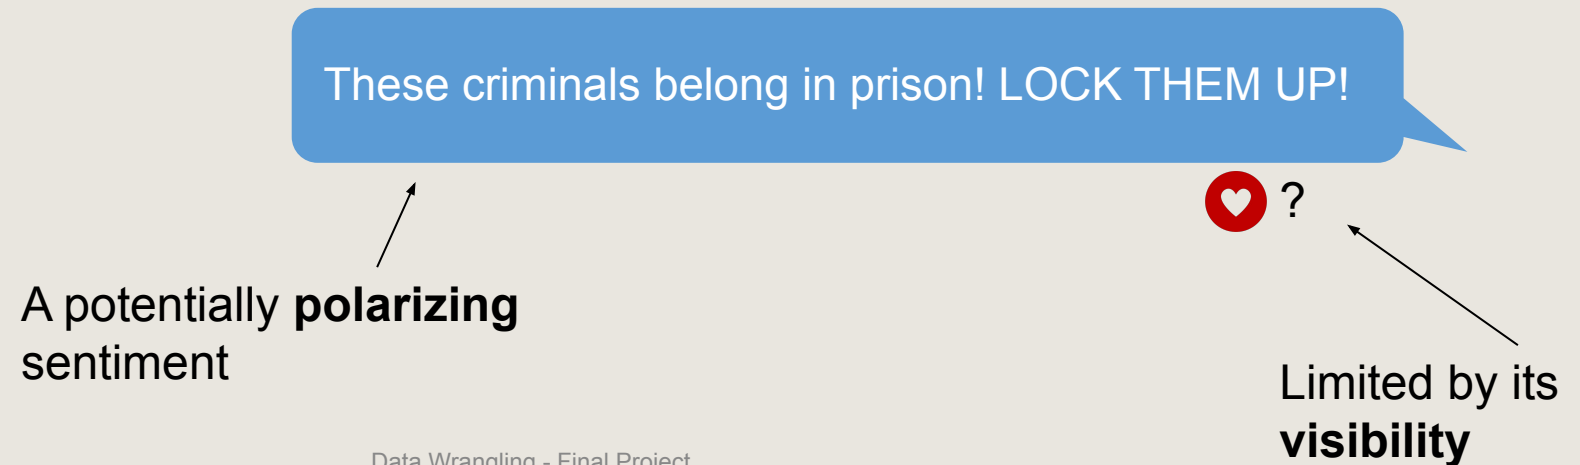 These criminals belong in prison! LOCK THEM UP!
?
A potentially polarizing
sentiment
Limited by its
visibility
Data Wrangling - Final Project